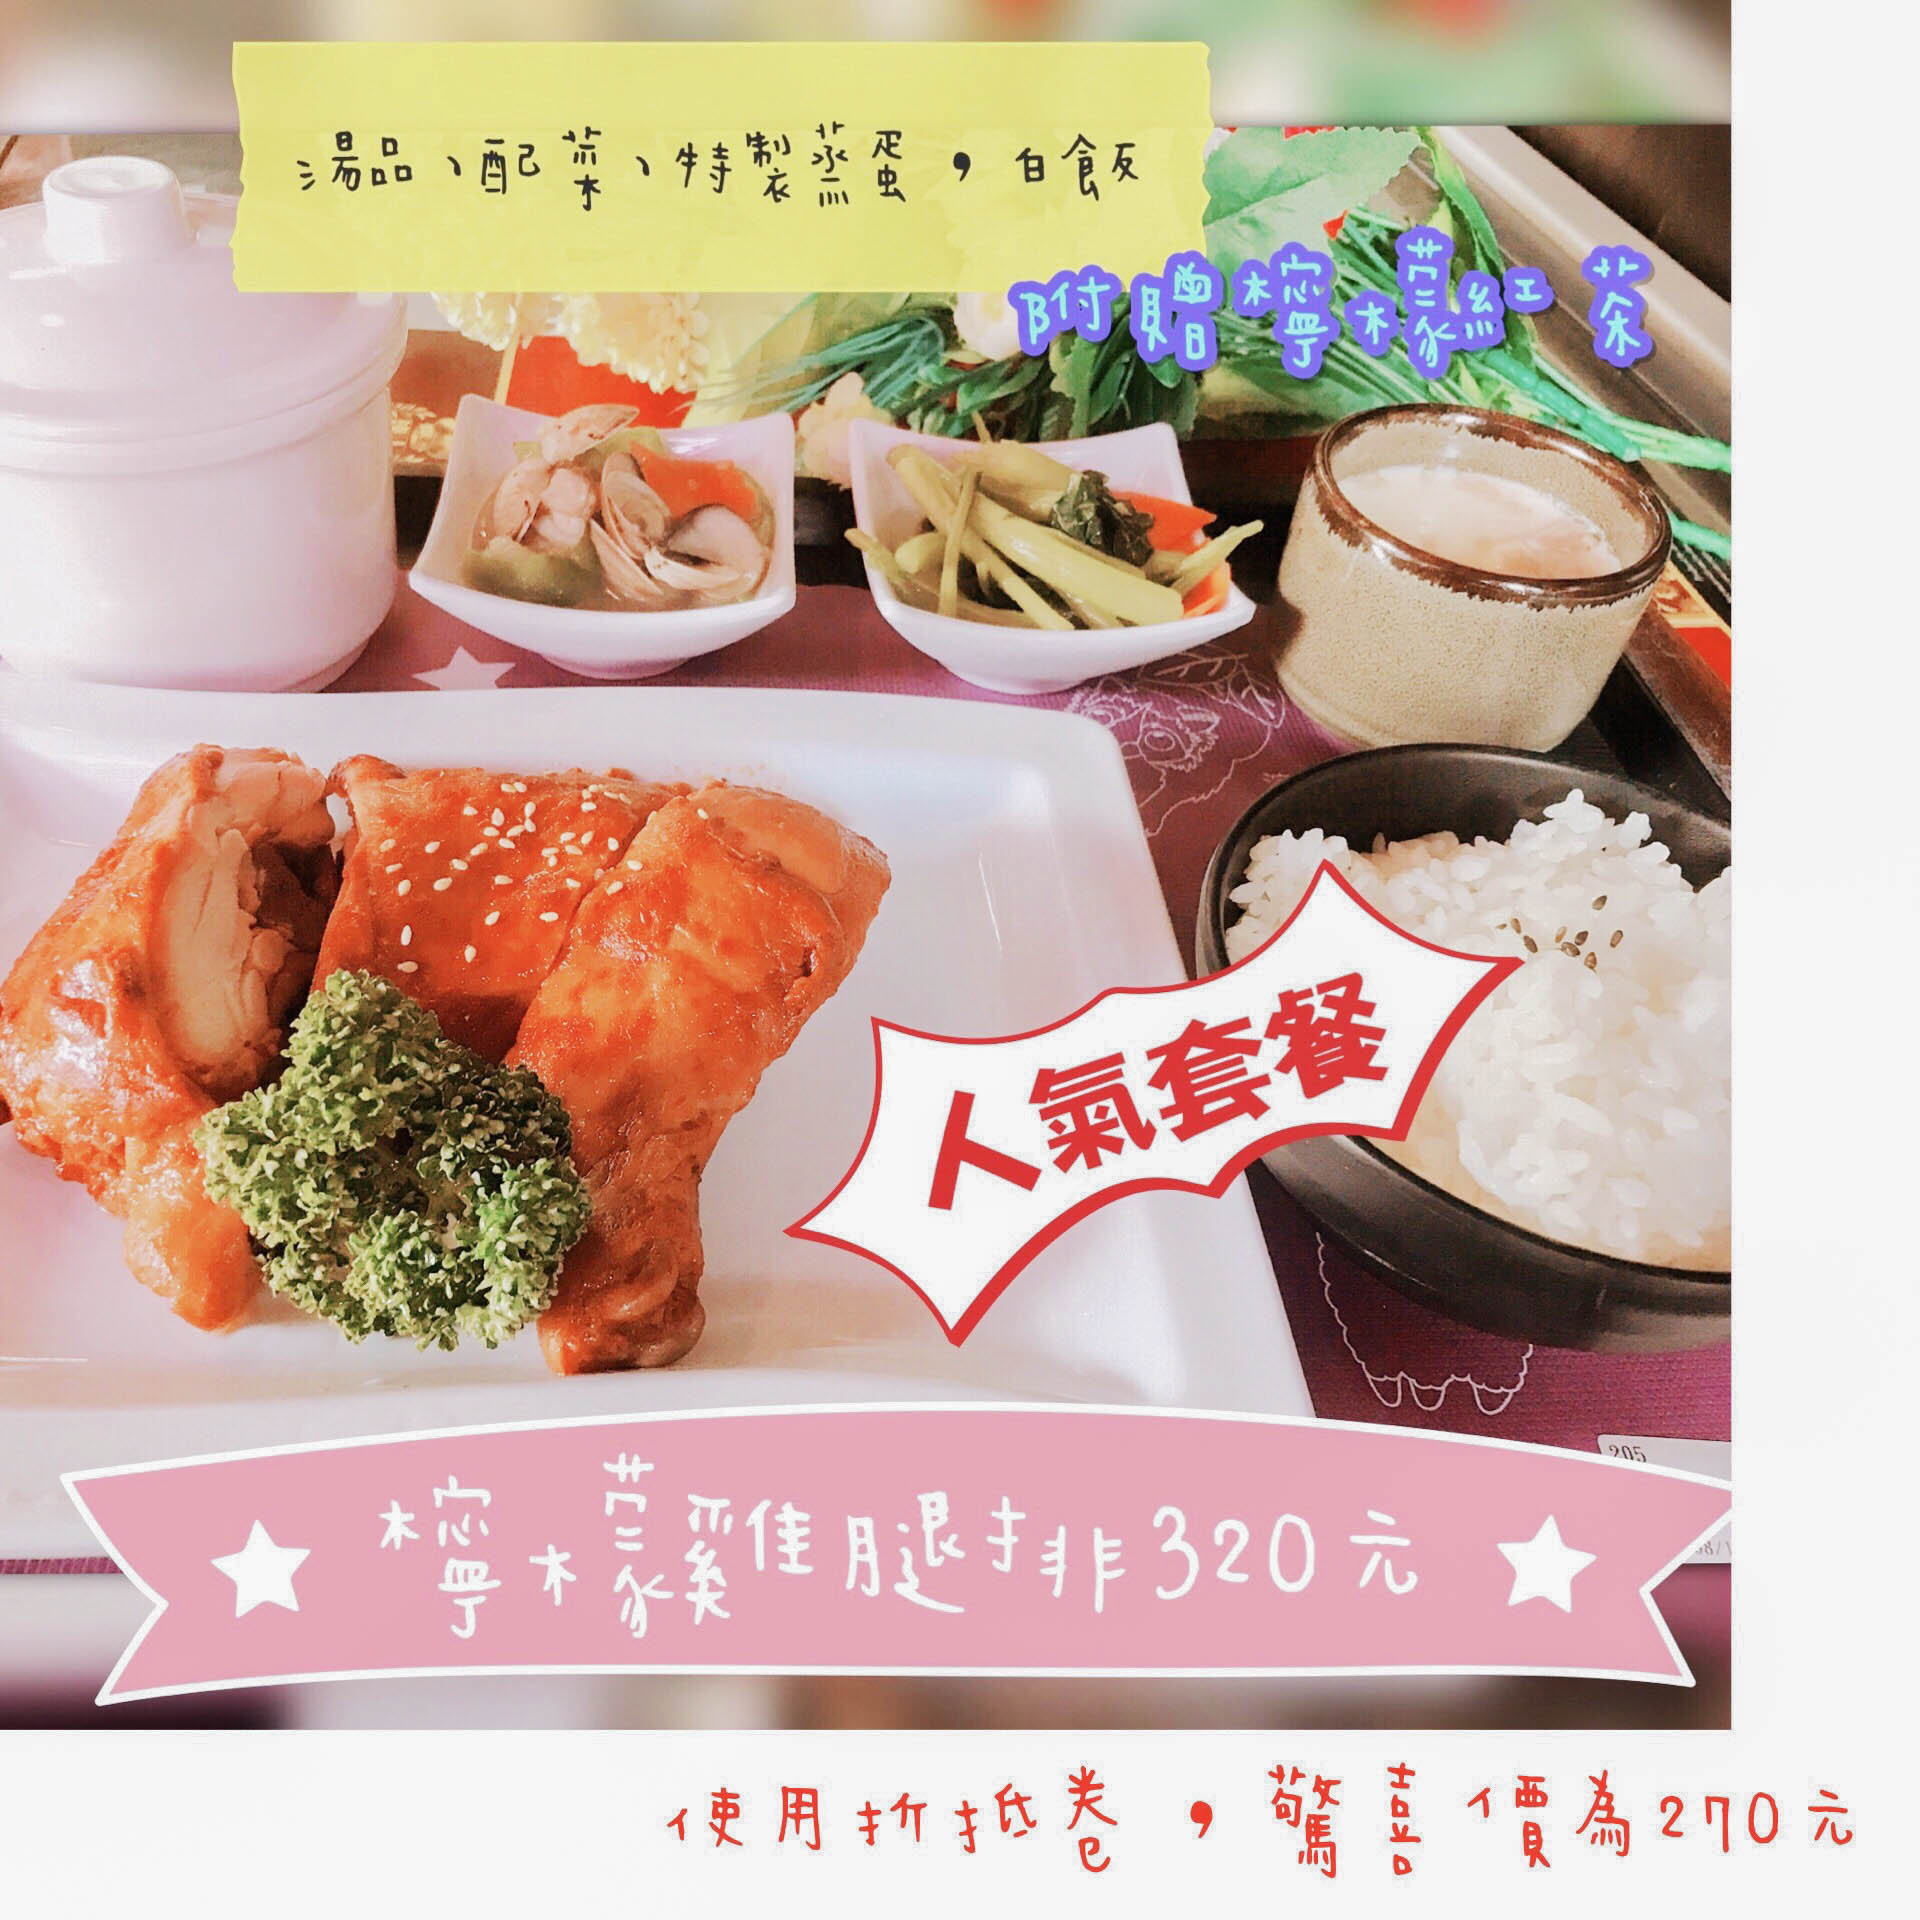 湯品、配菜、特製蒸蛋，白飯
附贈檸檬紅茶
人氣套餐
205
檸檬雞腿排320元
使用折抵卷，驚喜價為270元